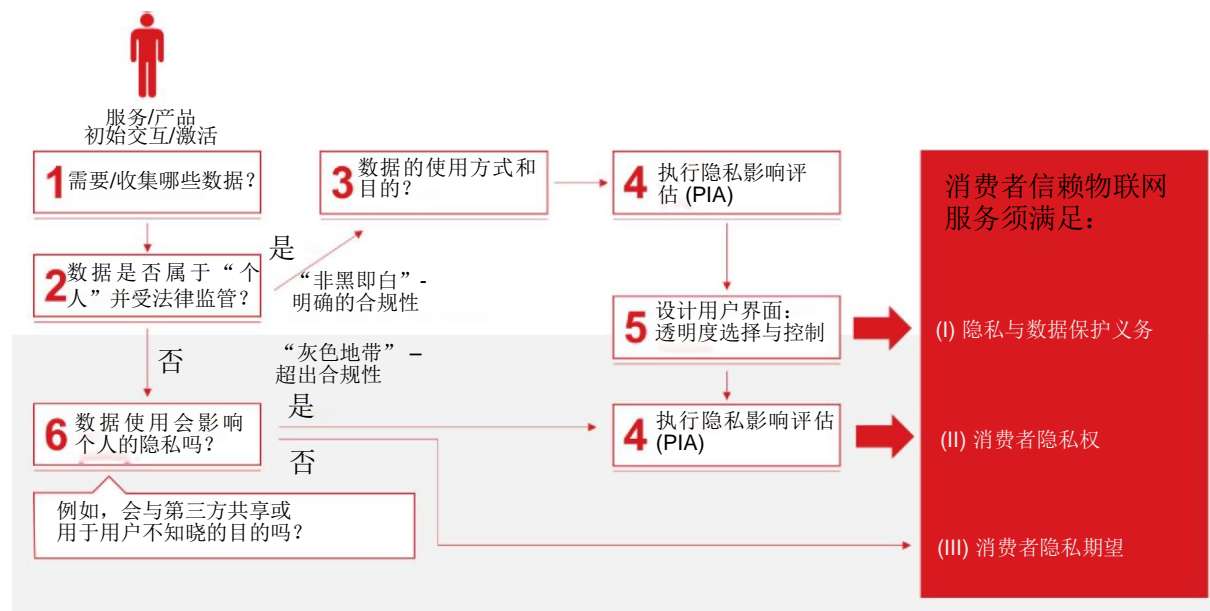 服务/产品
初始交互/激活
1 需要/收集哪些数据？
2 数据是否属于“个
人”并受法律监管？
是
“非黑即白”-
明确的合规性
3 数据的使用方式和
目的？
4 执行隐私影响评
估 (PIA)
5 设计用户界面：
透明度选择与控制
否
“灰色地带” –
超出合规性
是
6 数据使用会影响
个人的隐私吗？
否
4 执行隐私影响评估
(PIA)
例如，会与第三方共享或
用于用户不知晓的目的吗？
消费者信赖物联网
服务须满足：
(I) 隐私与数据保护义务
(II) 消费者隐私权
(III) 消费者隐私期望